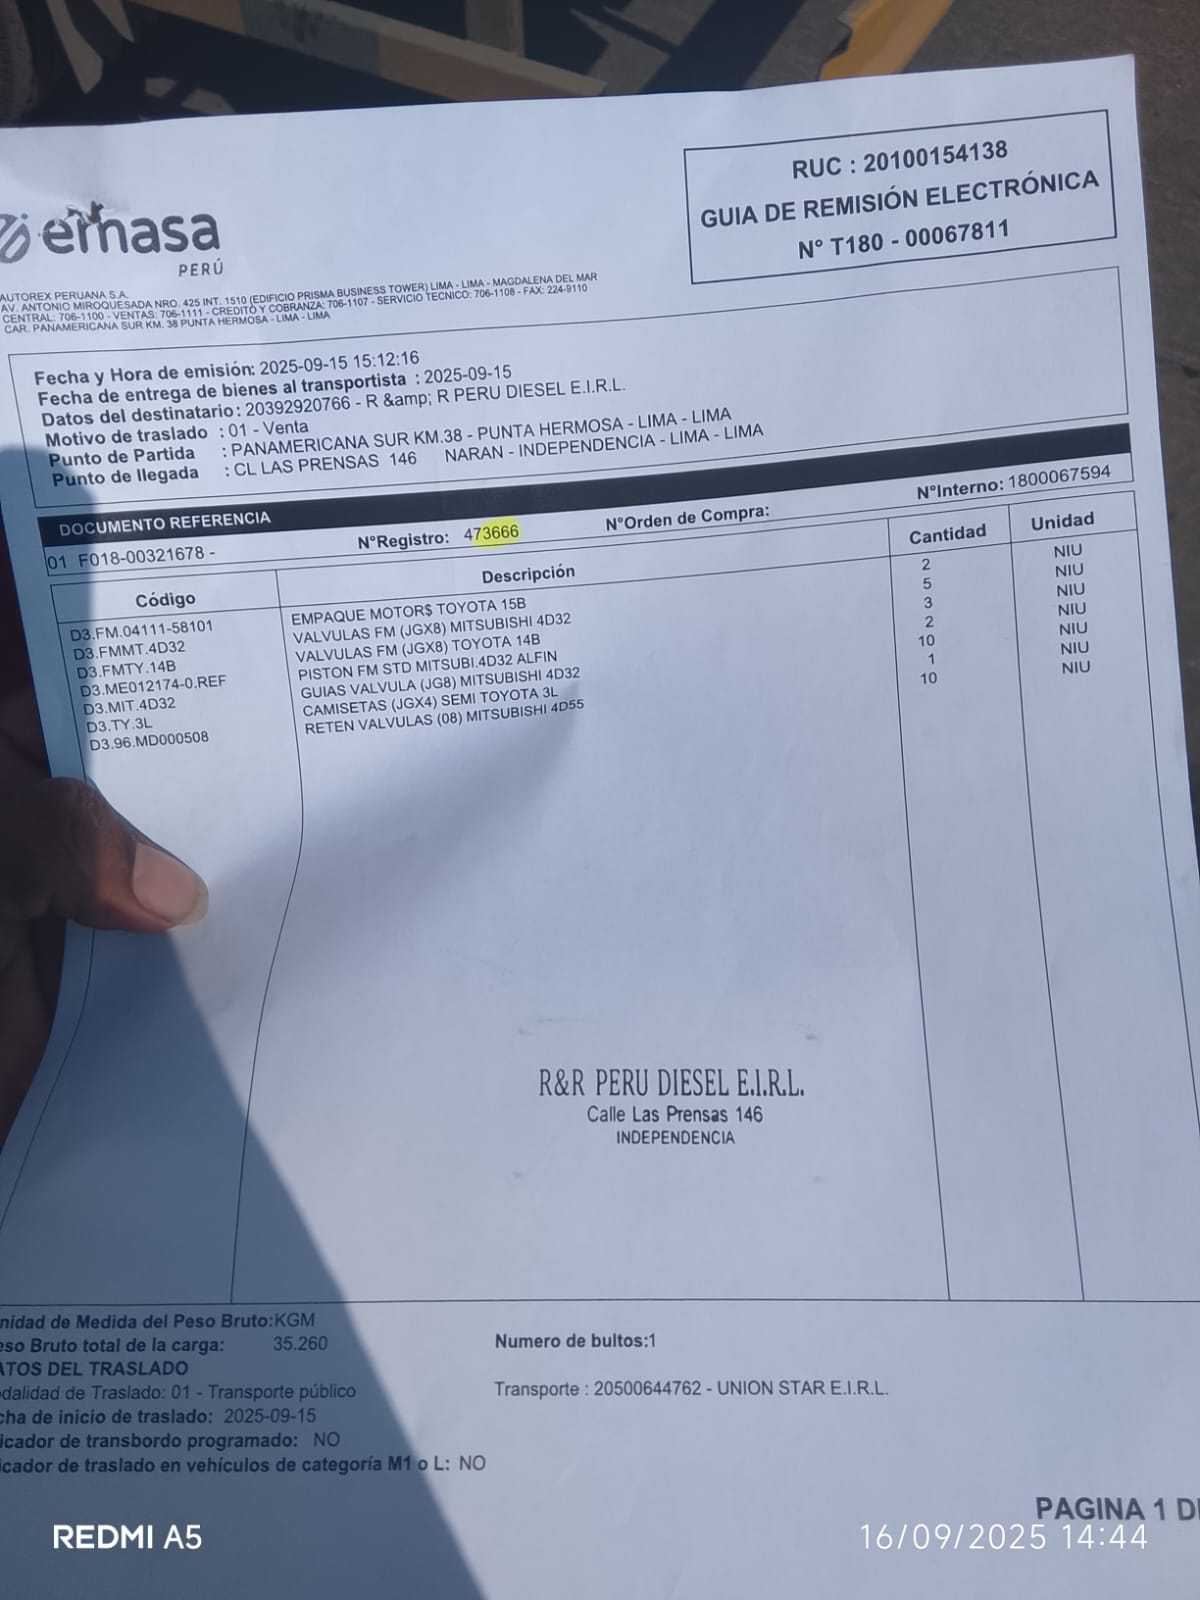 RUC : 20100154138
GUIA DE REMISIÓN ELECTRÓNICA
N° T180 - 00067811
emasa
PERÚ
AUTOREX PERUANA S.A.
AV. ANTONIO MIROQUESADA NRO. 425 INT. 1510 (EDIFICIO PRISMA BUSINESS TOWER) LIMA - LIMA - MAGDALENA DEL MAR
CENTRAL: 706-1100 - VENTAS: 706-1111 - CREDITO Y COBRANZA: 706-1107 - SERVICIO TECNICO: 706-1108 - FAX: 224-9110
CAR. PANAMERICANA SUR KM. 38 PUNTA HERMOSA - LIMA - LIMA
Fecha y Hora de emisión: 2025-09-15 15:12:16
Fecha de entrega de bienes al transportista : 2025-09-15
Datos del destinatario: 20392920766 - R &amp; R PERU DIESEL E.I.R.L.
Motivo de traslado : 01 - Venta
Punto de Partida : PANAMERICANA SUR KM.38 - PUNTA HERMOSA - LIMA - LIMA
Punto de llegada : CL LAS PRENSAS 146 NARAN - INDEPENDENCIA - LIMA - LIMA
DOCUMENTO REFERENCIA
01 F018-00321678 - N°Registro: 473666 N°Orden de Compra: N°Interno: 1800067594
Código Descripción Cantidad Unidad
D3.FM.04111-58101 EMPAQUE MOTOR$ TOYOTA 15B 2 NIU
D3.FMMT.4D32 VALVULAS FM (JGX8) MITSUBISHI 4D32 5 NIU
D3.FMTY.14B VALVULAS FM (JGX8) TOYOTA 14B 3 NIU
D3.ME012174-0.REF PISTON FM STD MITSUBI.4D32 ALFIN 2 NIU
D3.MIT.4D32 GUIAS VALVULA (JG8) MITSUBISHI 4D32 10 NIU
D3.TY.3L CAMISETAS (JGX4) SEMI TOYOTA 3L 1 NIU
D3.96.MD000508 RETEN VALVULAS (08) MITSUBISHI 4D55 10 NIU
R&R PERU DIESEL E.I.R.L.
Calle Las Prensas 146
INDEPENDENCIA
nidad de Medida del Peso Bruto:KGM
eso Bruto total de la carga: 35.260 Numero de bultos:1
ATOS DEL TRASLADO
odalidad de Traslado: 01 - Transporte público Transporte : 20500644762 - UNION STAR E.I.R.L.
cha de inicio de traslado: 2025-09-15
icador de transbordo programado: NO
icador de traslado en vehículos de categoría M1 o L: NO
PAGINA 1 D
REDMI A5
16/09/2025 14:44